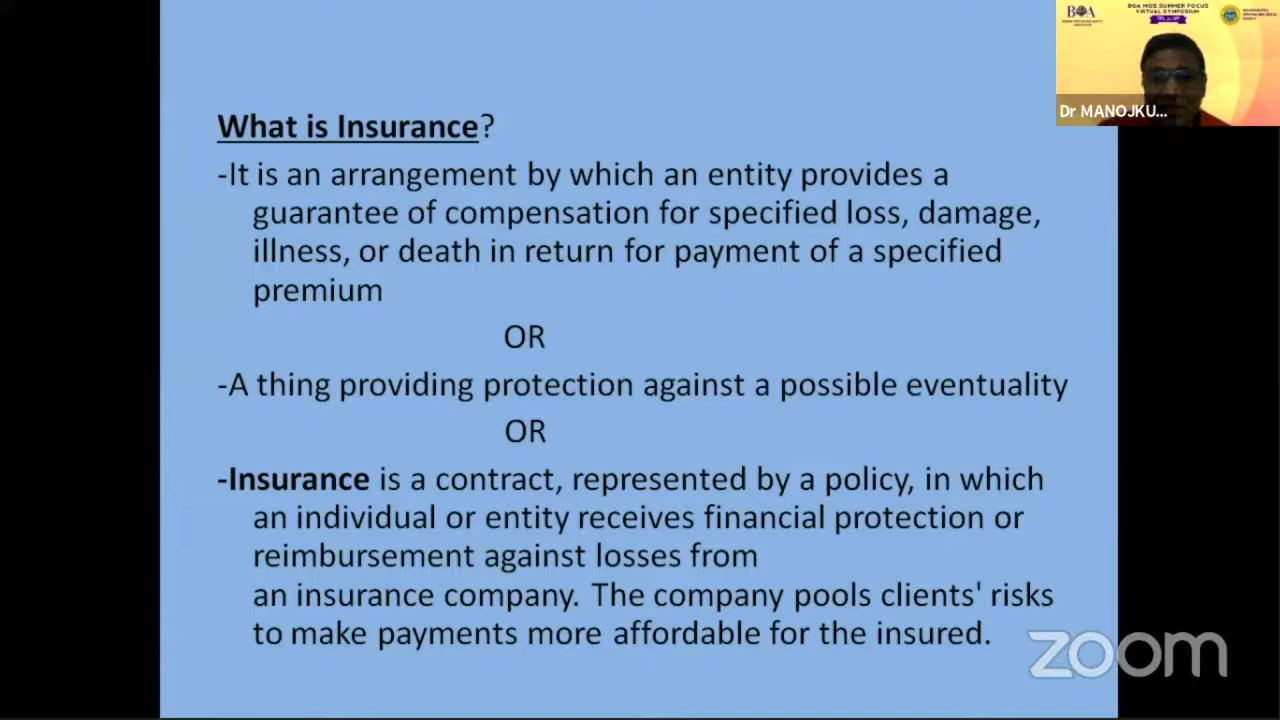 BOA
BOA MOS SUMMER FOCUS
VIRTUAL SYMPOSIUM
Dr MANOJKU...
What is Insurance?
-It is an arrangement by which an entity provides a
guarantee of compensation for specified loss, damage,
illness, or death in return for payment of a specified
premium
OR
-A thing providing protection against a possible eventuality
OR
-Insurance is a contract, represented by a policy, in which
an individual or entity receives financial protection or
reimbursement against losses from
an insurance company. The company pools clients' risks
to make payments more affordable for the insured.
zoom